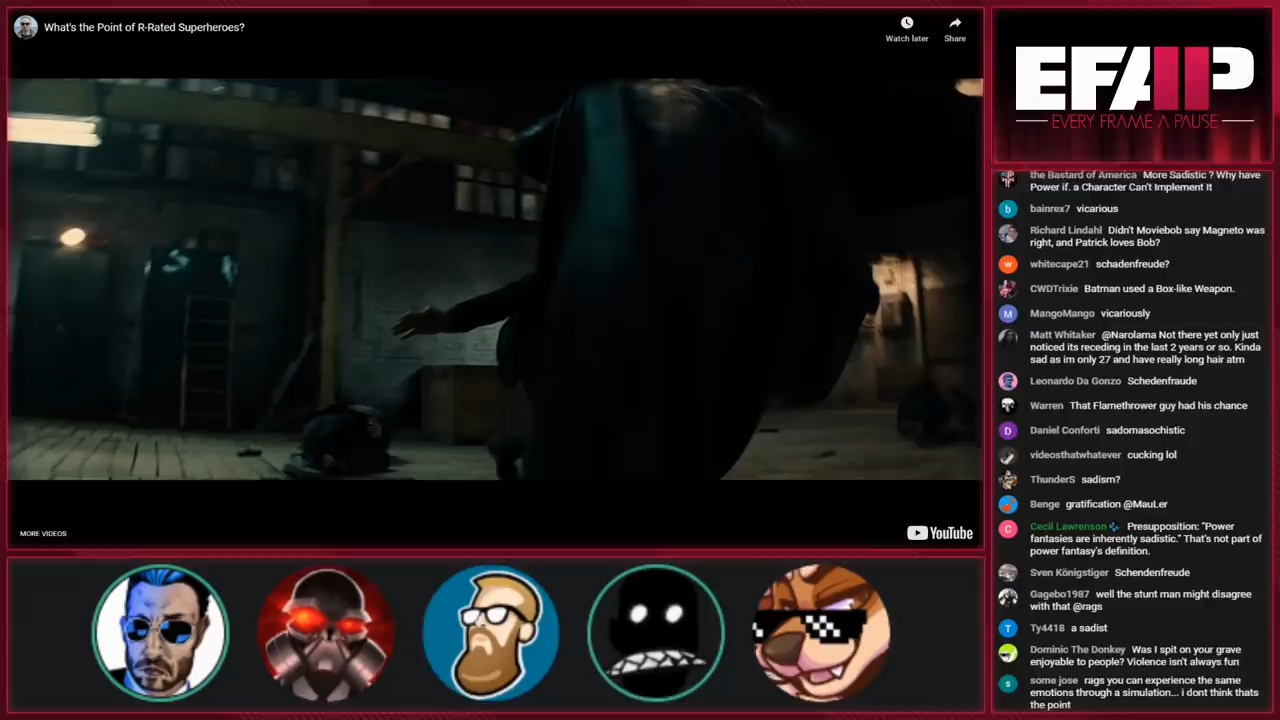 What's the Point of R-Rated Superheroes?
Watch later
Share
MORE VIDEOS
YouTube
EFAP
EVERY FRAME A PAUSE
the Bastard of America More Sadistic ? Why have
Power if. a Character Can't Implement It
bainrex7 vicarious
Richard Lindahl Didn't Moviebob say Magneto was
right, and Patrick loves Bob?
whitecape21 schadenfreude?
CWDTrixie Batman used a Box-like Weapon.
MangoMango vicariously
Matt Whitaker @Narolama Not there yet only just
noticed its receding in the last 2 years or so. Kinda
sad as im only 27 and have really long hair atm
Leonardo Da Gonzo Schedenfraude
Warren That Flamethrower guy had his chance
Daniel Conforti sadomasochistic
videosthatwhatever cucking lol
ThunderS sadism?
Benge gratification @MauLer
Cecil Lawrenson Presupposition: "Power
fantasies are inherently sadistic." That's not part of
power fantasy's definition.
Sven Königstiger Schendenfreude
Gagebo1987 well the stunt man might disagree
with that @rags
Ty4418 a sadist
Dominic The Donkey Was I spit on your grave
enjoyable to people? Violence isn't always fun
some jose rags you can experience the same
emotions through a simulation... i dont think thats
the point